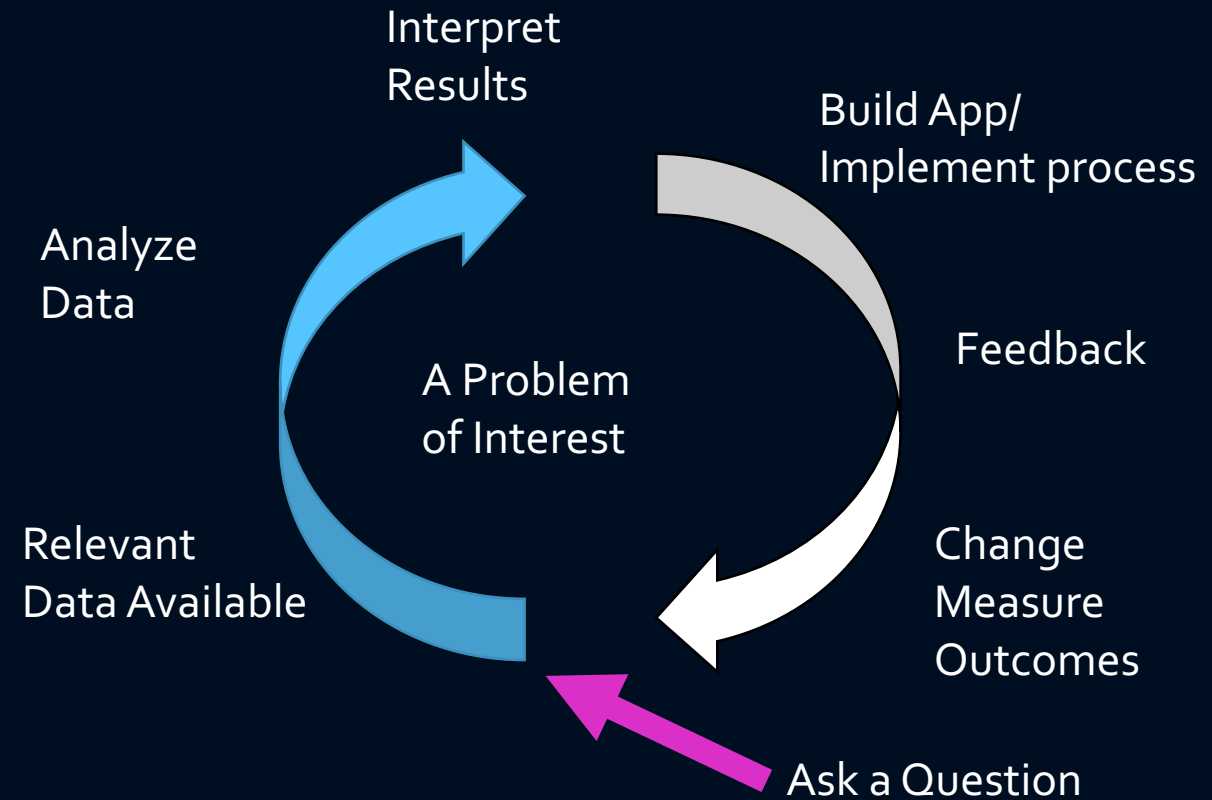 Interpret
Results
Build App/
Implement process
Analyze
Data
Feedback
A Problem
of Interest
Relevant
Data Available
Change
Measure
Outcomes
Ask a Question